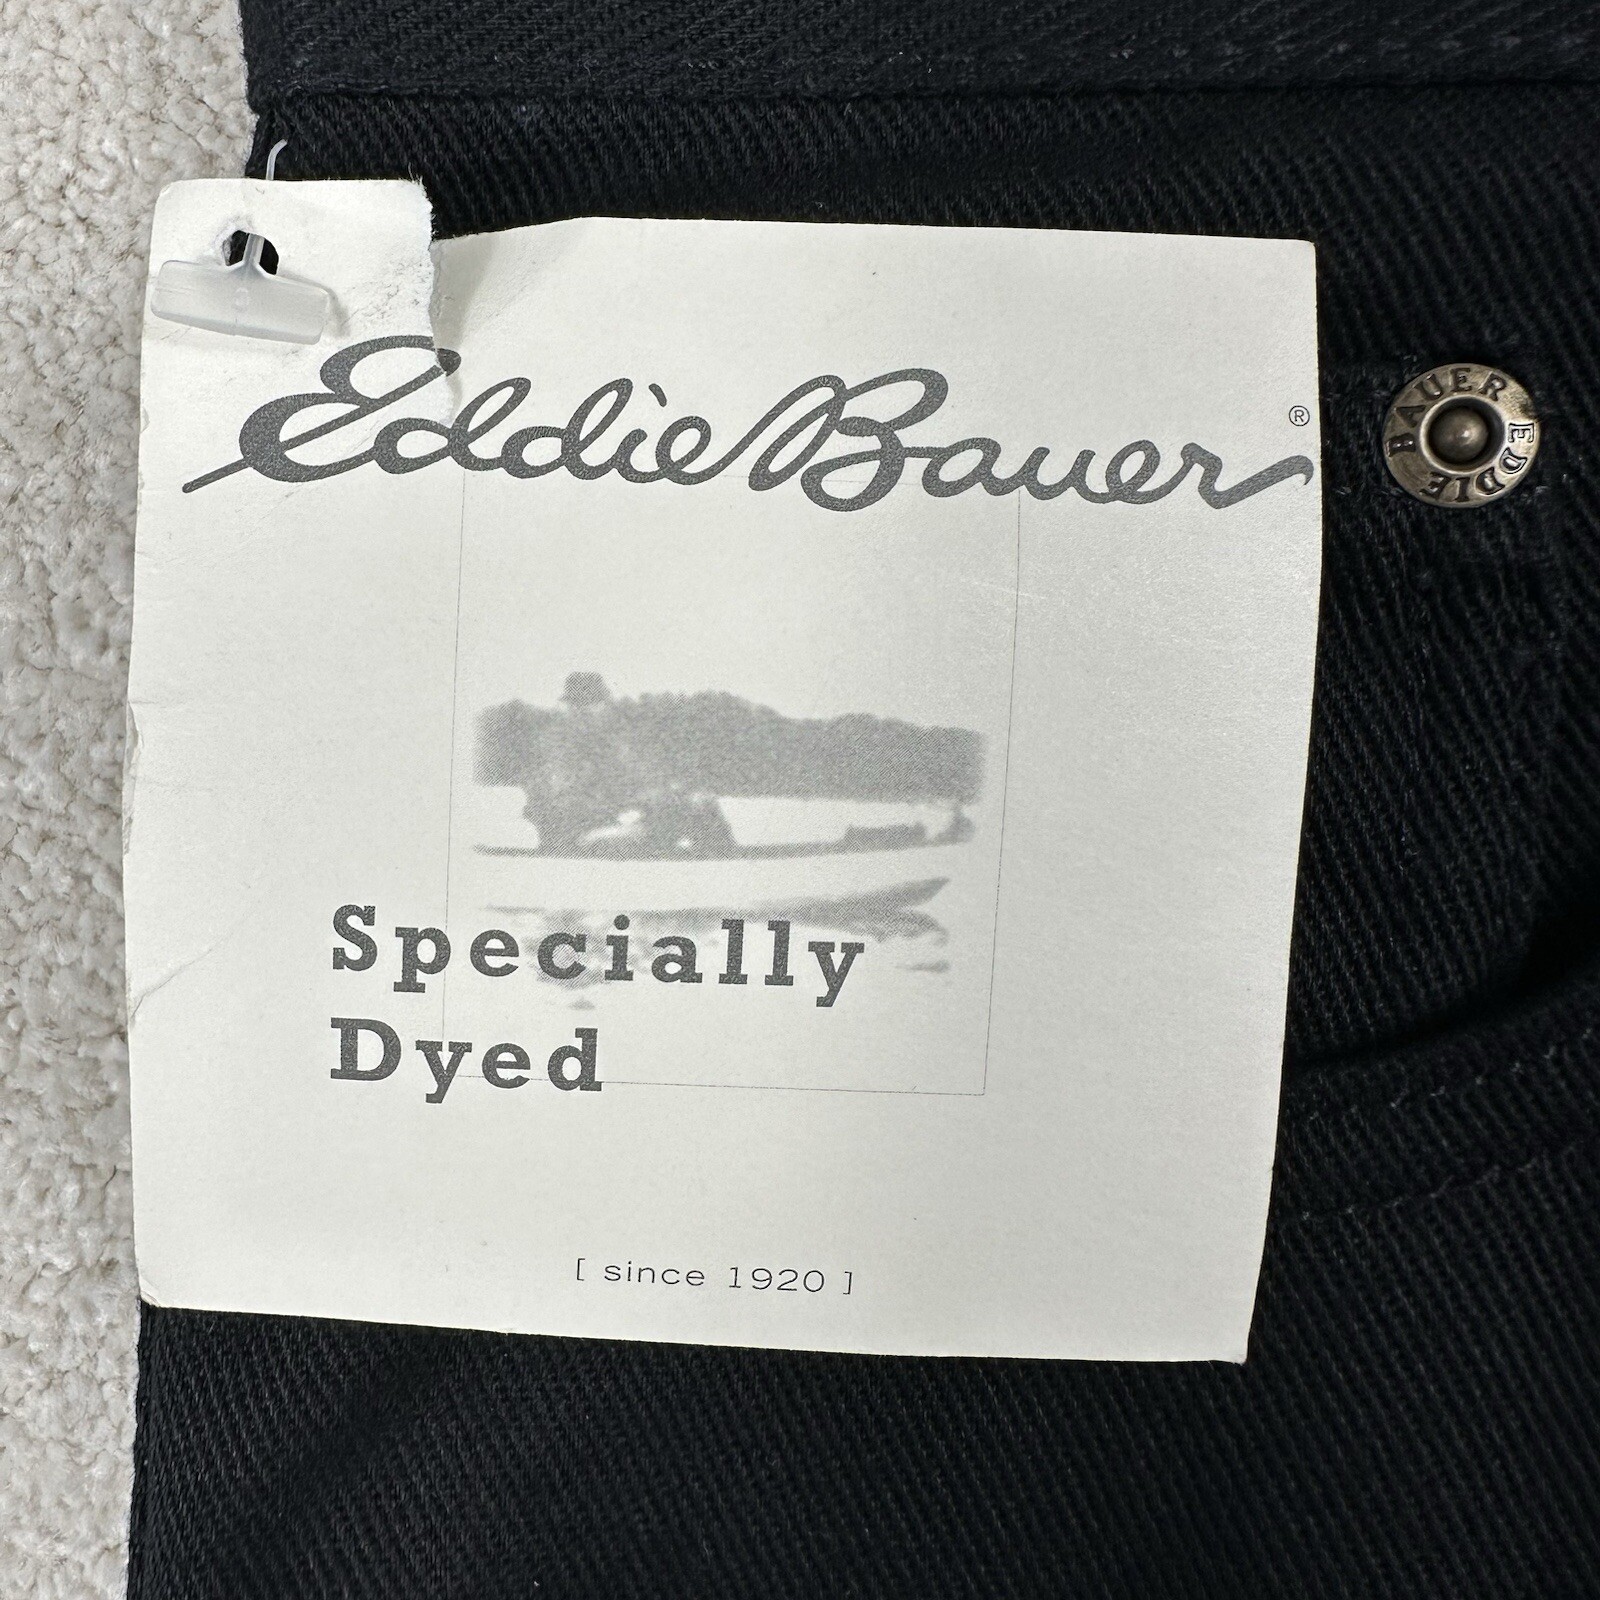 Eddie Bauer ®
BAUER EDDIE
Specially
Dyed
[ since 1920 ]